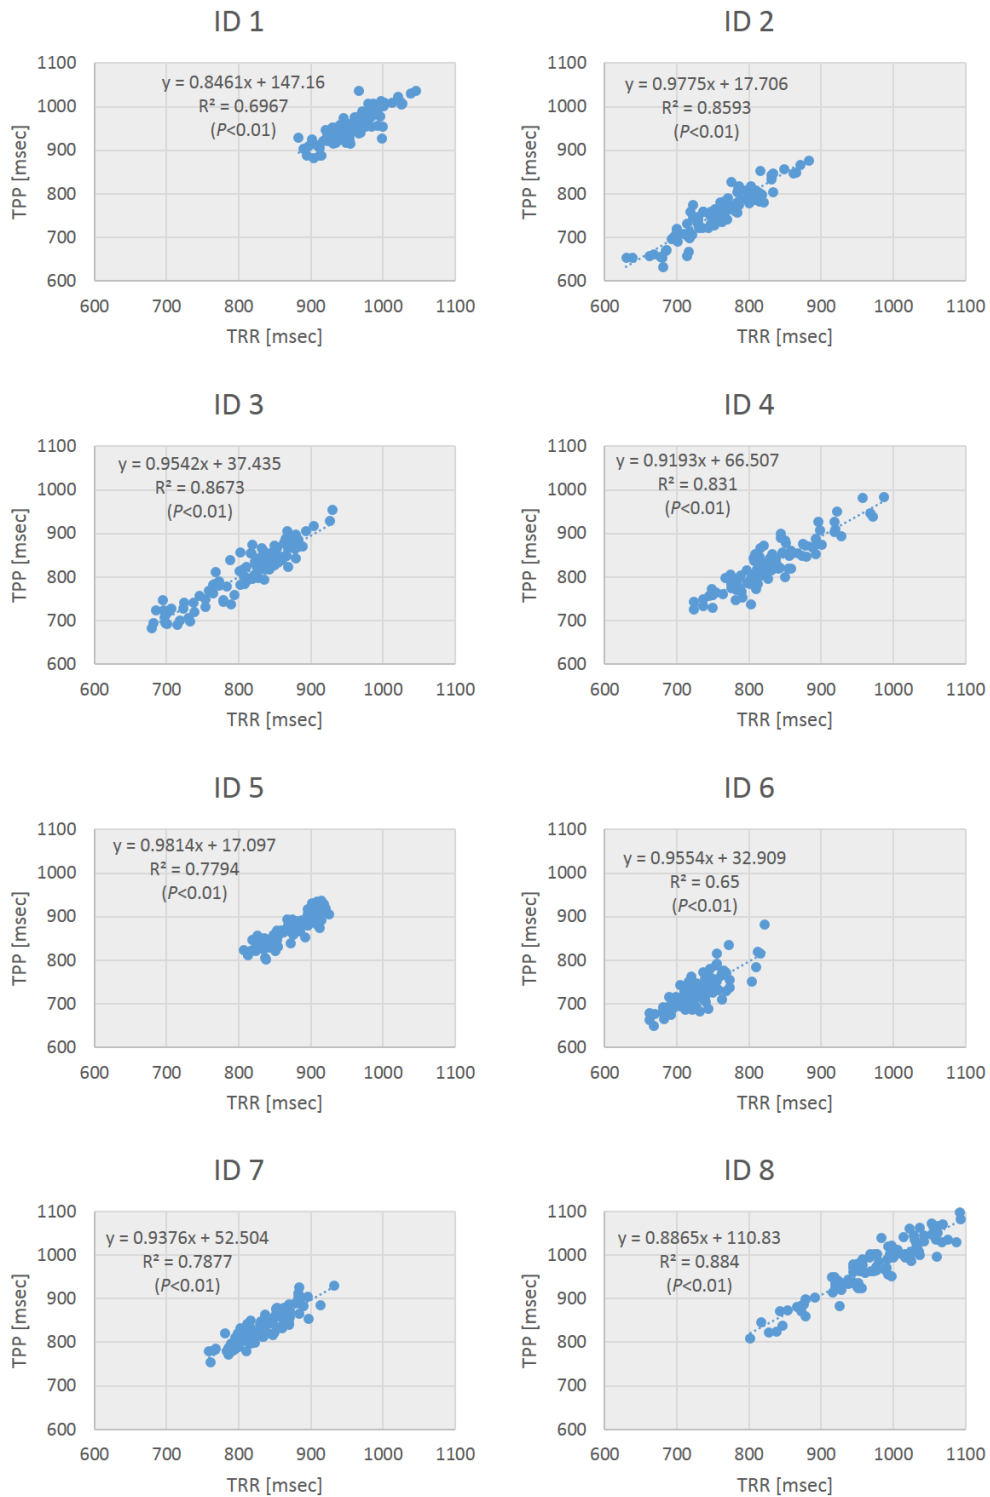 ID 1
y = 0.8461x + 147.16
R² = 0.6967
(P<0.01)
1100
1000
900
800
700
600
TPP [msec]
600 700 800 900 1000 1100
TRR [msec]
ID 2
y = 0.9775x + 17.706
R² = 0.8593
(P<0.01)
1100
1000
900
800
700
600
TPP [msec]
600 700 800 900 1000 1100
TRR [msec]
ID 3
y = 0.9542x + 37.435
R² = 0.8673
(P<0.01)
1100
1000
900
800
700
600
TPP [msec]
600 700 800 900 1000 1100
TRR [msec]
ID 4
y = 0.9193x + 66.507
R² = 0.831
(P<0.01)
1100
1000
900
800
700
600
TPP [msec]
600 700 800 900 1000 1100
TRR [msec]
ID 5
y = 0.9814x + 17.097
R² = 0.7794
(P<0.01)
1100
1000
900
800
700
600
TPP [msec]
600 700 800 900 1000 1100
TRR [msec]
ID 6
y = 0.9554x + 32.909
R² = 0.65
(P<0.01)
1100
1000
900
800
700
600
TPP [msec]
600 700 800 900 1000 1100
TRR [msec]
ID 7
y = 0.9376x + 52.504
R² = 0.7877
(P<0.01)
1100
1000
900
800
700
600
TPP [msec]
600 700 800 900 1000 1100
TRR [msec]
ID 8
y = 0.8865x + 110.83
R² = 0.884
(P<0.01)
1100
1000
900
800
700
600
TPP [msec]
600 700 800 900 1000 1100
TRR [msec]